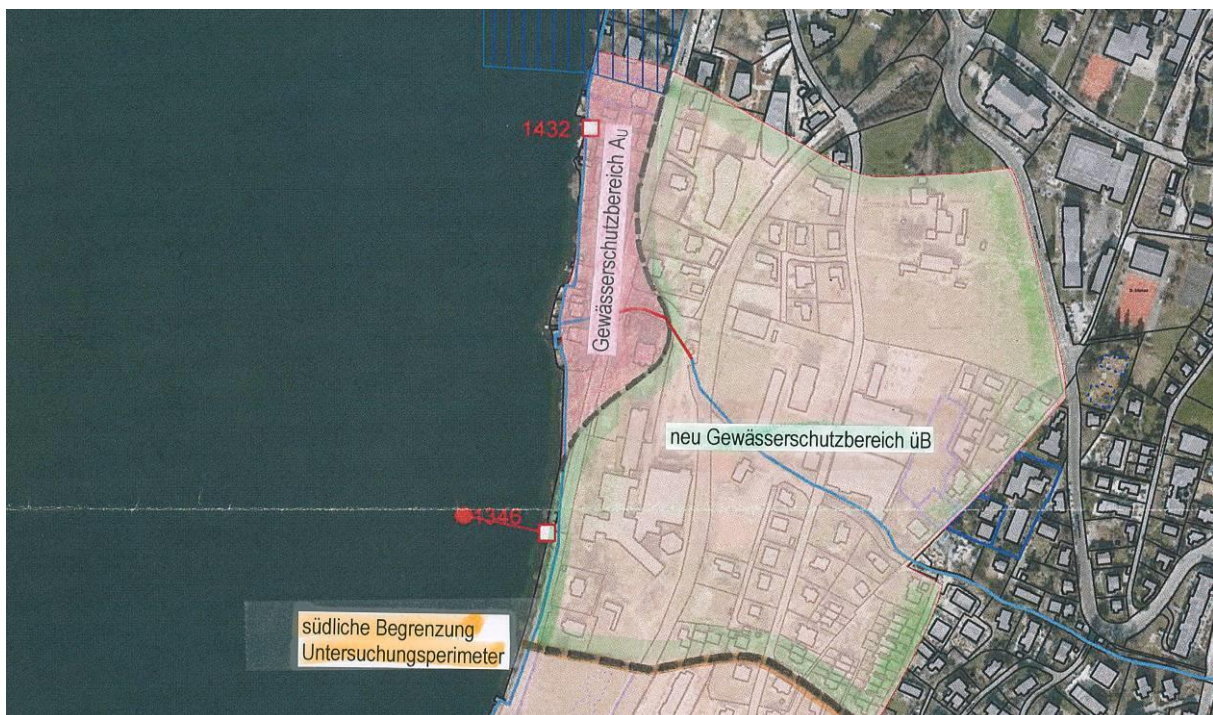 1432
Gewässerschutzbereich Au
neu Gewässerschutzbereich üB
1346
südliche Begrenzung
Untersuchungsperimeter